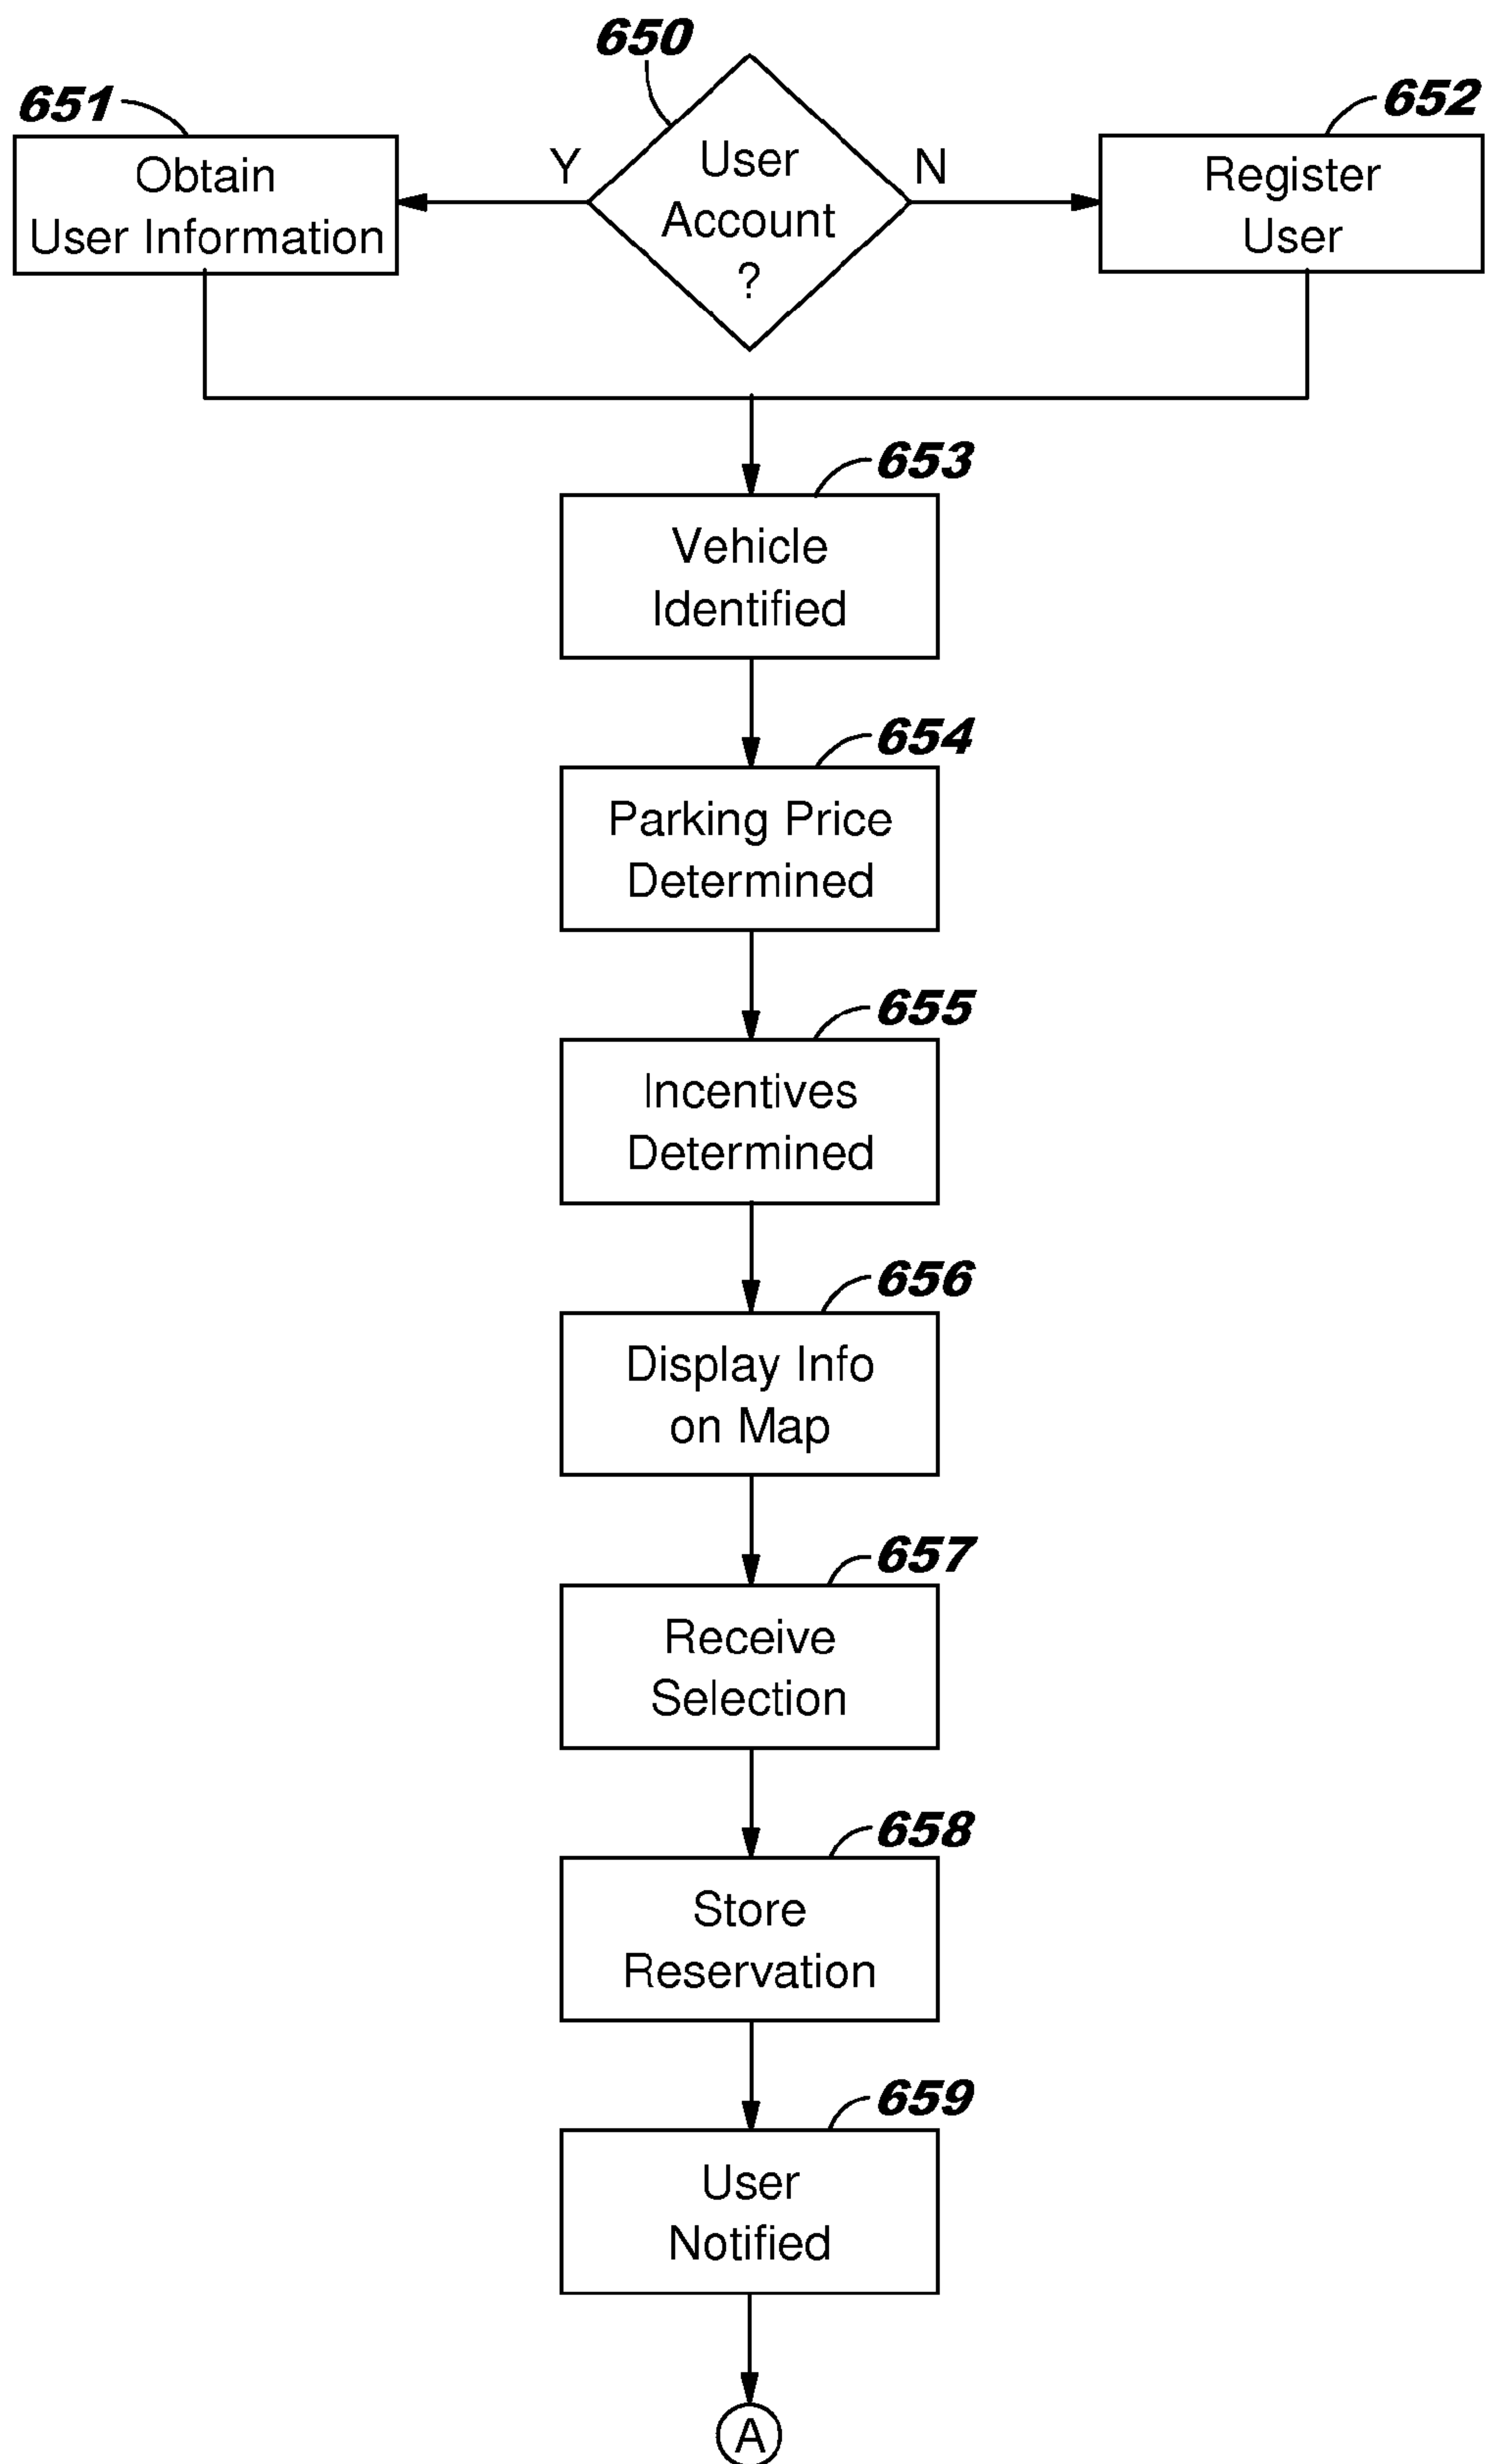 650
651
652
Y
User
Account
?
N
Obtain
User Information
Register
User
653
Vehicle
Identified
654
Parking Price
Determined
655
Incentives
Determined
656
Display Info
on Map
657
Receive
Selection
658
Store
Reservation
659
User
Notified
A